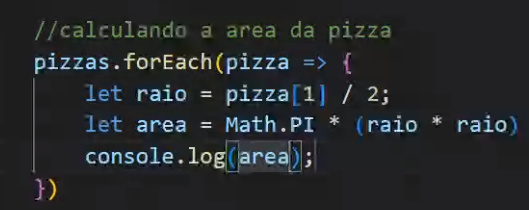 //calculando a area da pizza
pizzas.forEach(pizza => {
let raio = pizza[1] / 2;
let area = Math.PI * (raio * raio)
console.log(area);
})